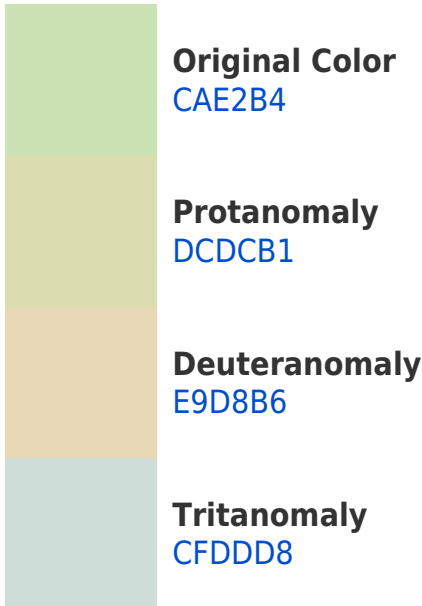 Original Color
CAE2B4
Protanomaly
DCDCB1
Deuteranomaly
E9D8B6
Tritanomaly
CFDDD8